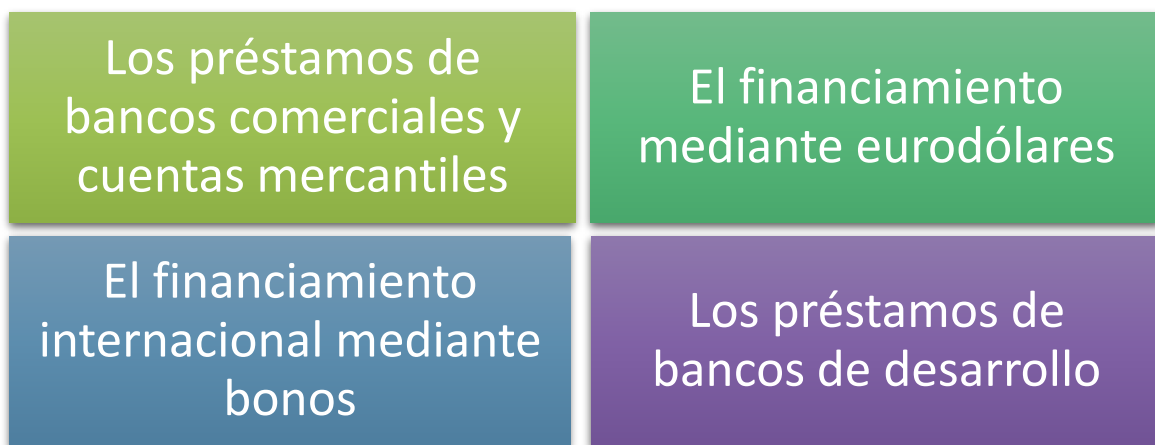 Los préstamos de
bancos comerciales y
cuentas mercantiles
El financiamiento
mediante eurodólares
El financiamiento
internacional mediante
bonos
Los préstamos de
bancos de desarrollo